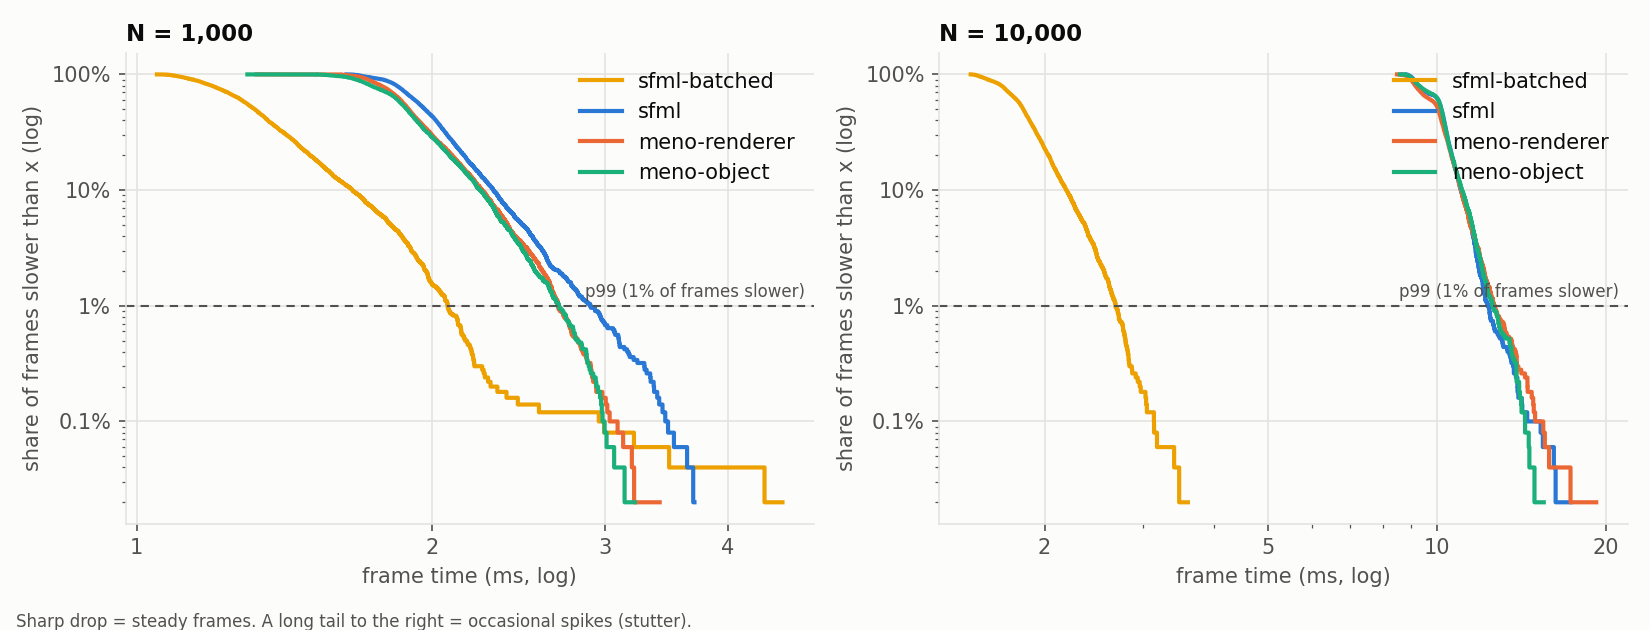 N = 1,000
share of frames slower than x (log)
100%
10%
1%
0.1%
sfml-batched
sfml
meno-renderer
meno-object
p99 (1% of frames slower)
1
2
3
4
frame time (ms, log)
N = 10,000
share of frames slower than x (log)
100%
10%
1%
0.1%
sfml-batched
sfml
meno-renderer
meno-object
p99 (1% of frames slower)
2
5
10
20
frame time (ms, log)
Sharp drop = steady frames. A long tail to the right = occasional spikes (stutter).